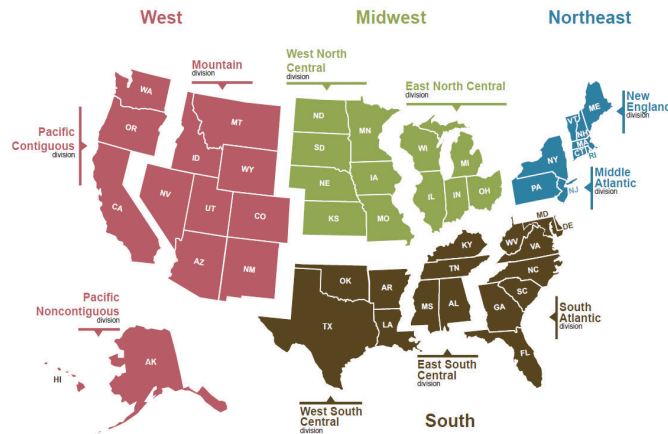 West
Midwest
Northeast
Mountain
division
West North
Central
division
East North Central
division
New
England
division
Pacific
Contiguous
division
Middle
Atlantic
division
WA
OR
CA
MT
ID
WY
NV
UT
CO
AZ
NM
ND
SD
NE
KS
MN
IA
MO
WI
MI
IL
IN
OH
ME
VT
NH
MA
CT
RI
NY
PA
NJ
MD
DE
WV
VA
KY
TN
NC
SC
GA
FL
MS
AL
OK
AR
TX
LA
Pacific
Noncontiguous
division
AK
HI
South
Atlantic
division
East South
Central
division
West South
Central
division
South